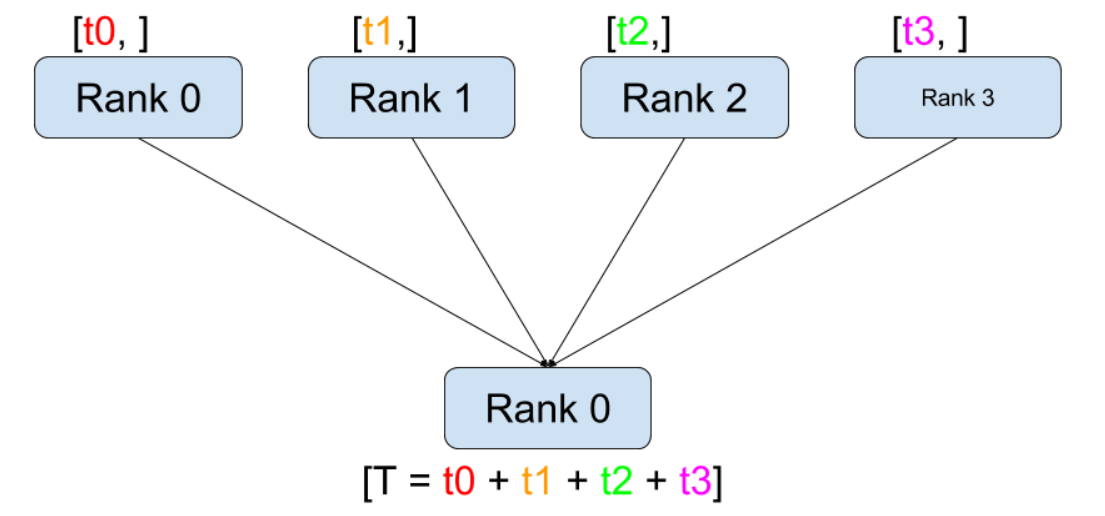 [t0, ] [t1,] [t2,] [t3, ]
Rank 0 Rank 1 Rank 2 Rank 3
Rank 0
[T = t0 + t1 + t2 + t3]